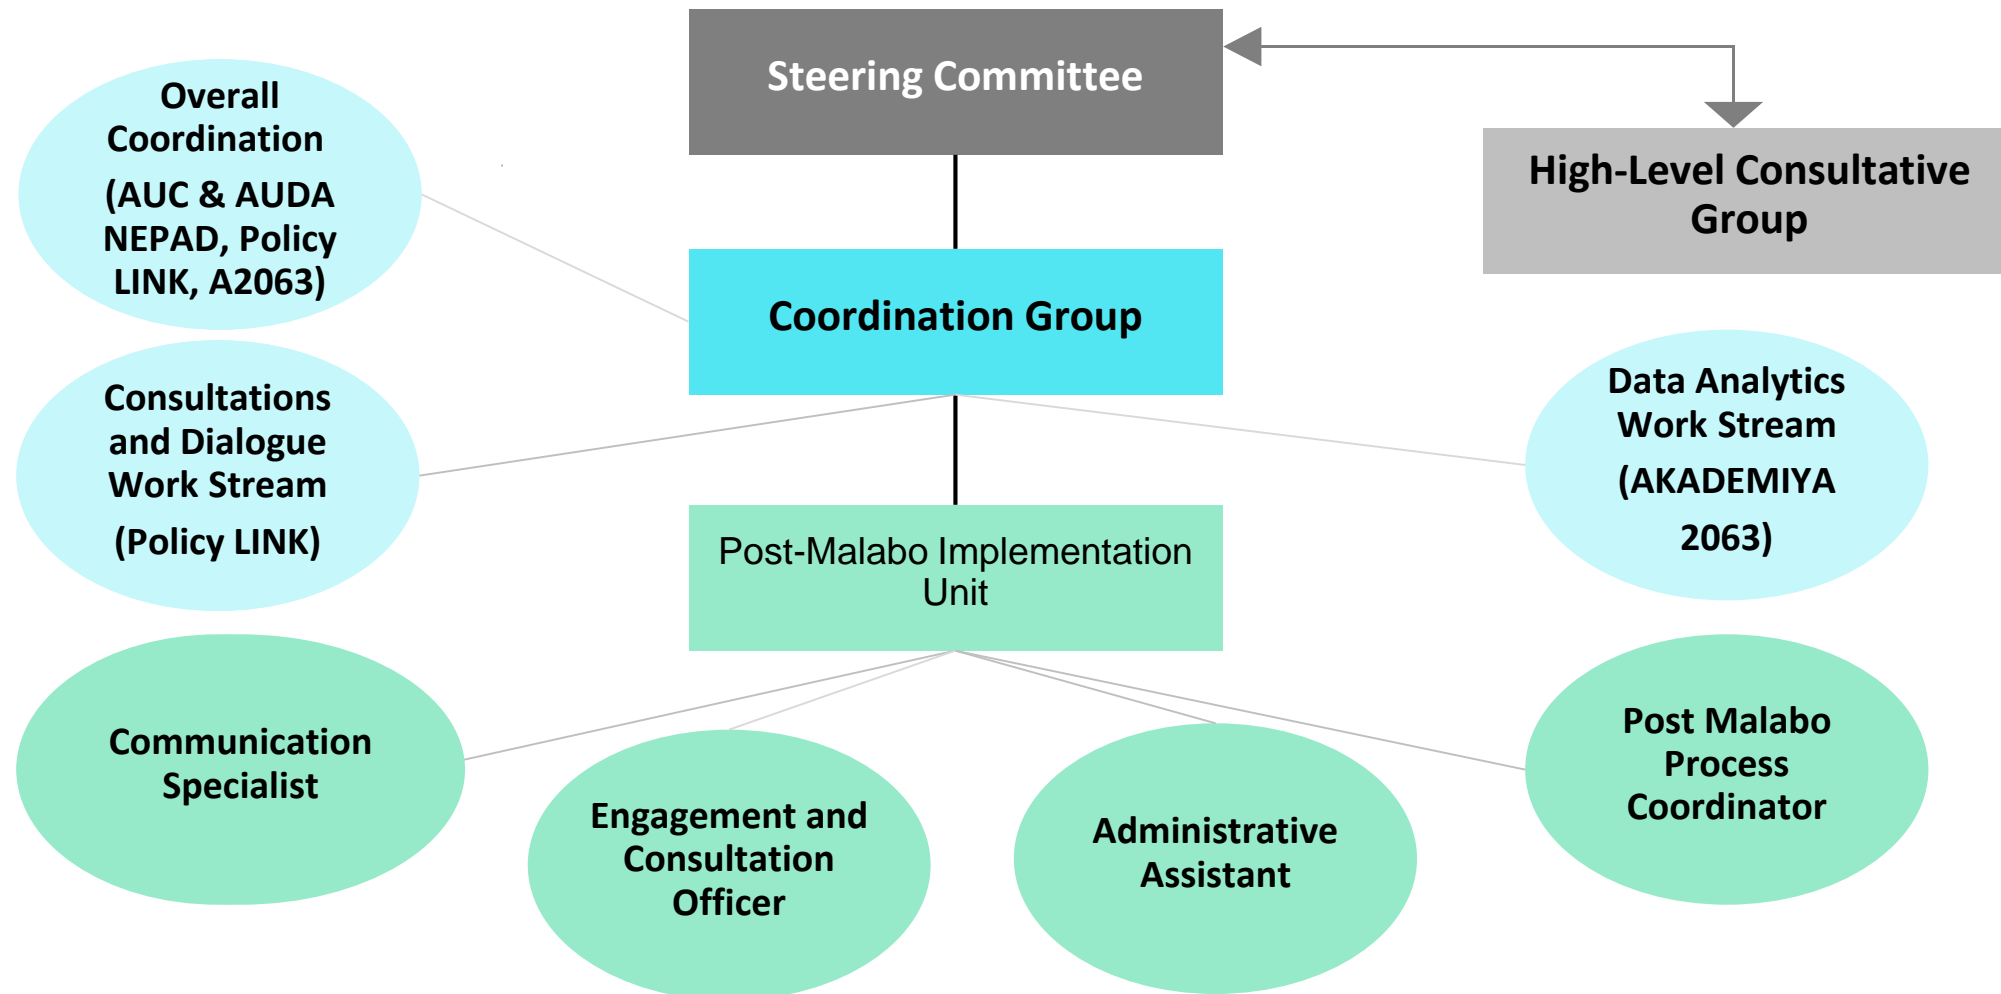 Steering Committee
Overall
Coordination
(AUC & AUDA
NEPAD, Policy
LINK, A2063)
High-Level Consultative
Group
Coordination Group
Consultations
and Dialogue
Work Stream
(Policy LINK)
Data Analytics
Work Stream
(AKADEMIYA
2063)
Post-Malabo Implementation
Unit
Communication
Specialist
Engagement and
Consultation
Officer
Administrative
Assistant
Post Malabo
Process
Coordinator